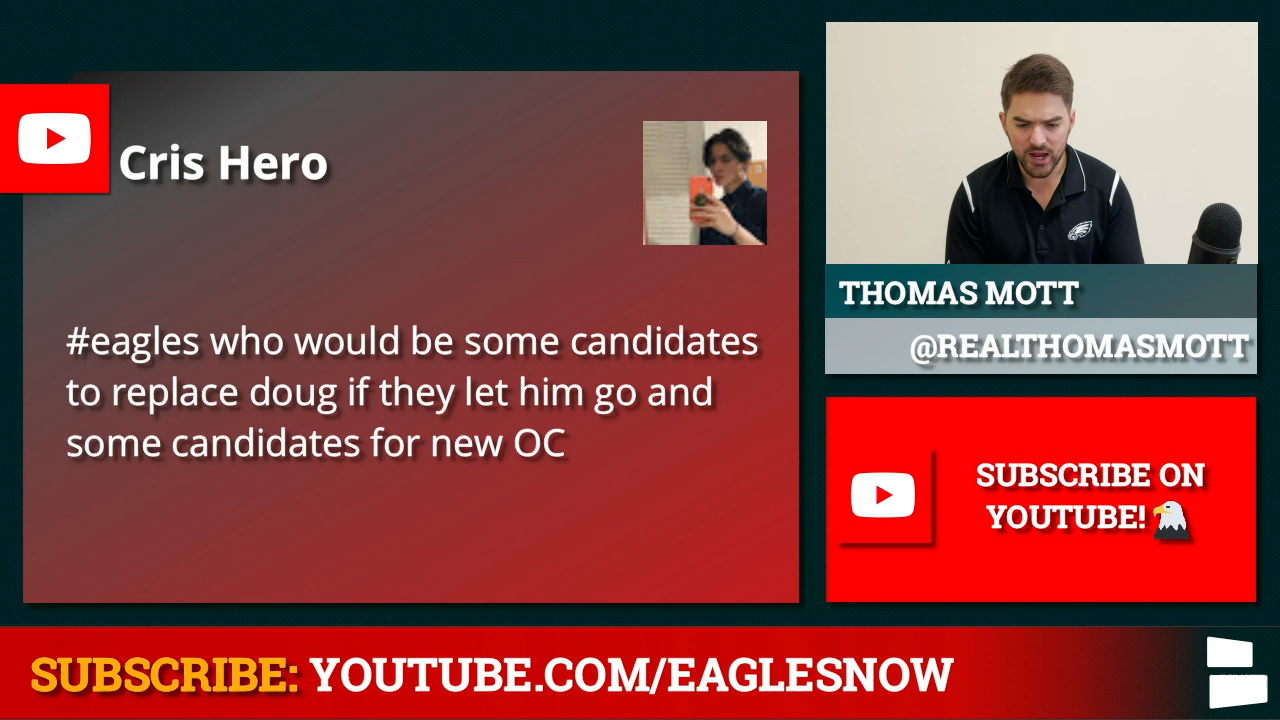 Cris Hero
#eagles who would be some candidates
to replace doug if they let him go and
some candidates for new OC
THOMAS MOTT
@REALTHOMASMOTT
SUBSCRIBE ON
YOUTUBE!
SUBSCRIBE: YOUTUBE.COM/EAGLESNOW